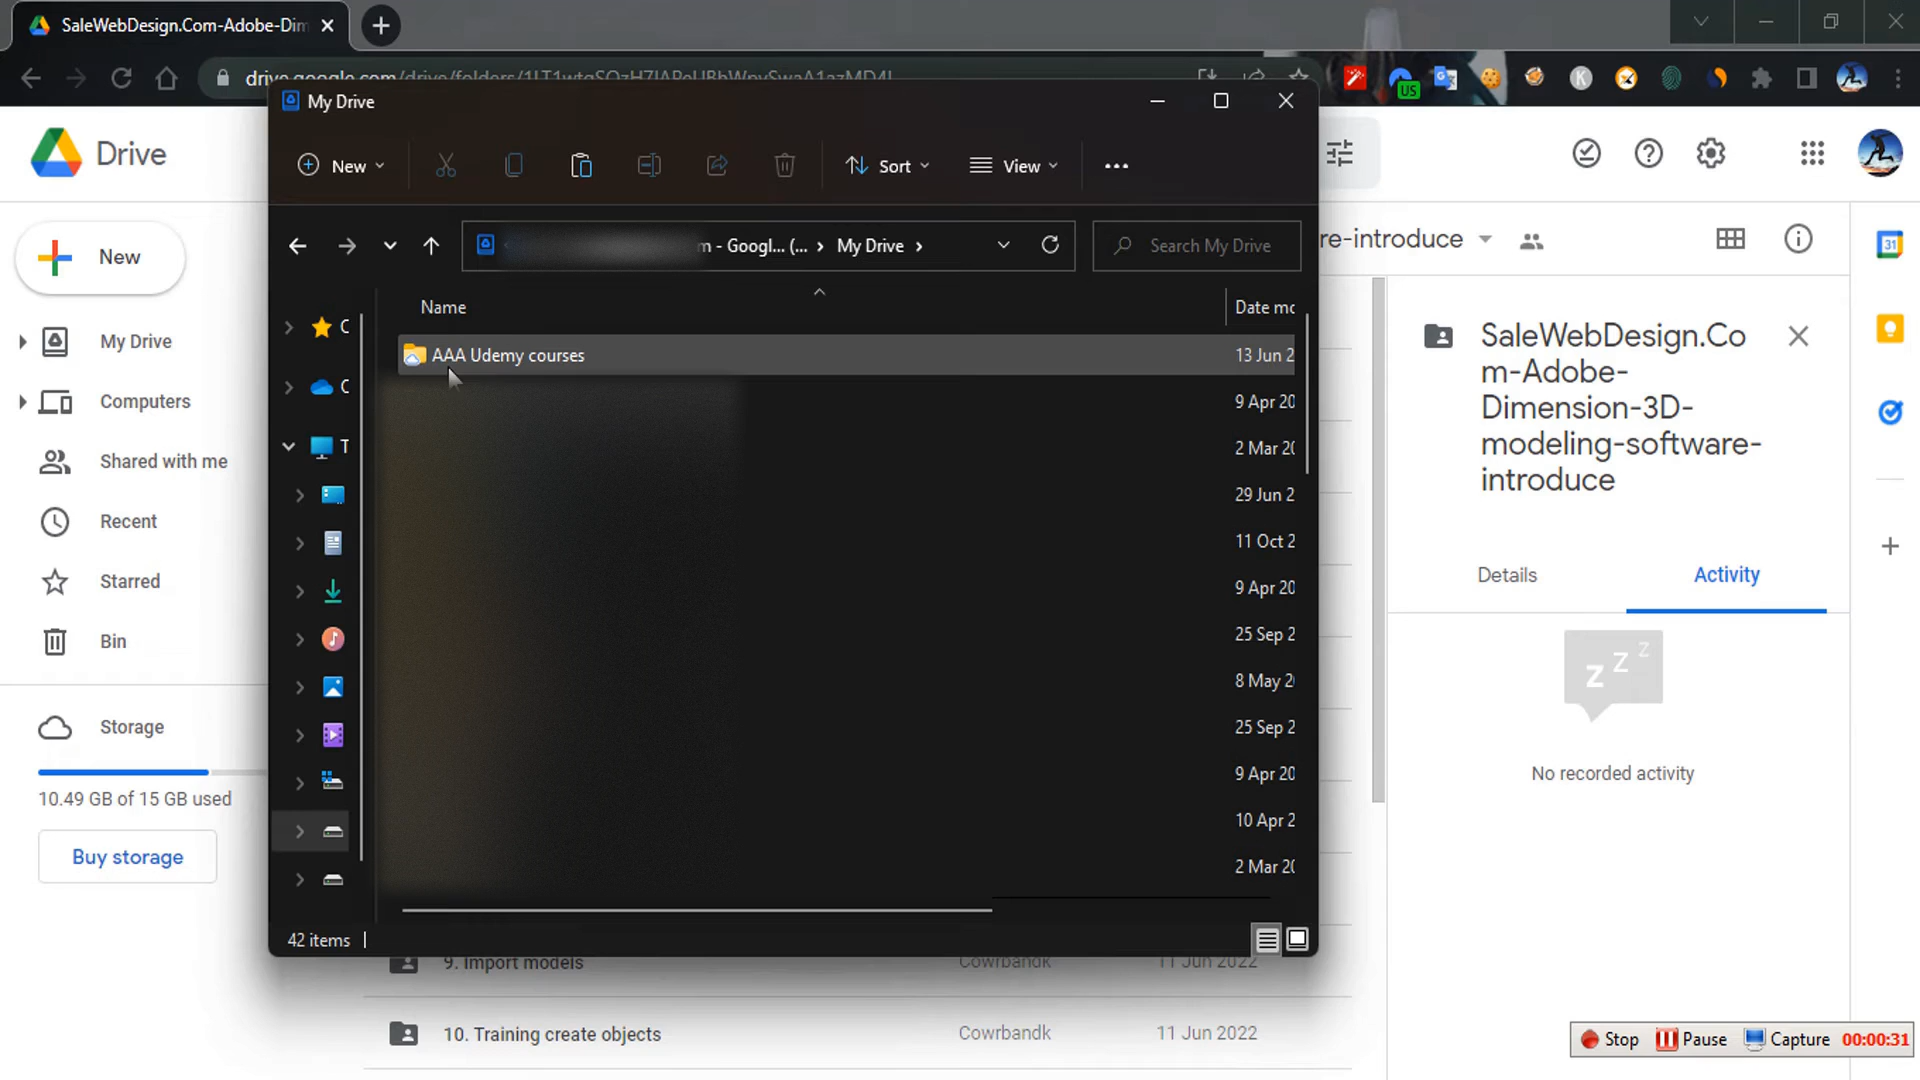 SaleWebDesign.Com-Adobe-Dim
My Drive
New
Sort
View
m - Googl... (...
My Drive
Search My Drive
Name
Date mo
AAA Udemy courses
13 Jun 2
9 Apr 20
2 Mar 20
29 Jun 2
11 Oct 2
9 Apr 20
25 Sep 2
8 May 20
25 Sep 2
9 Apr 20
10 Apr 2
2 Mar 20
42 items
Drive
New
My Drive
Computers
Shared with me
Recent
Starred
Bin
Storage
10.49 GB of 15 GB used
Buy storage
re-introduce
9. Import models
Cowrbandk
11 Jun 2022
10. Training create objects
Cowrbandk
11 Jun 2022
SaleWebDesign.Co
m-Adobe-
Dimension-3D-
modeling-software-
introduce
Details
Activity
z z z
No recorded activity
US
31
Stop
Pause
Capture
00:00:31